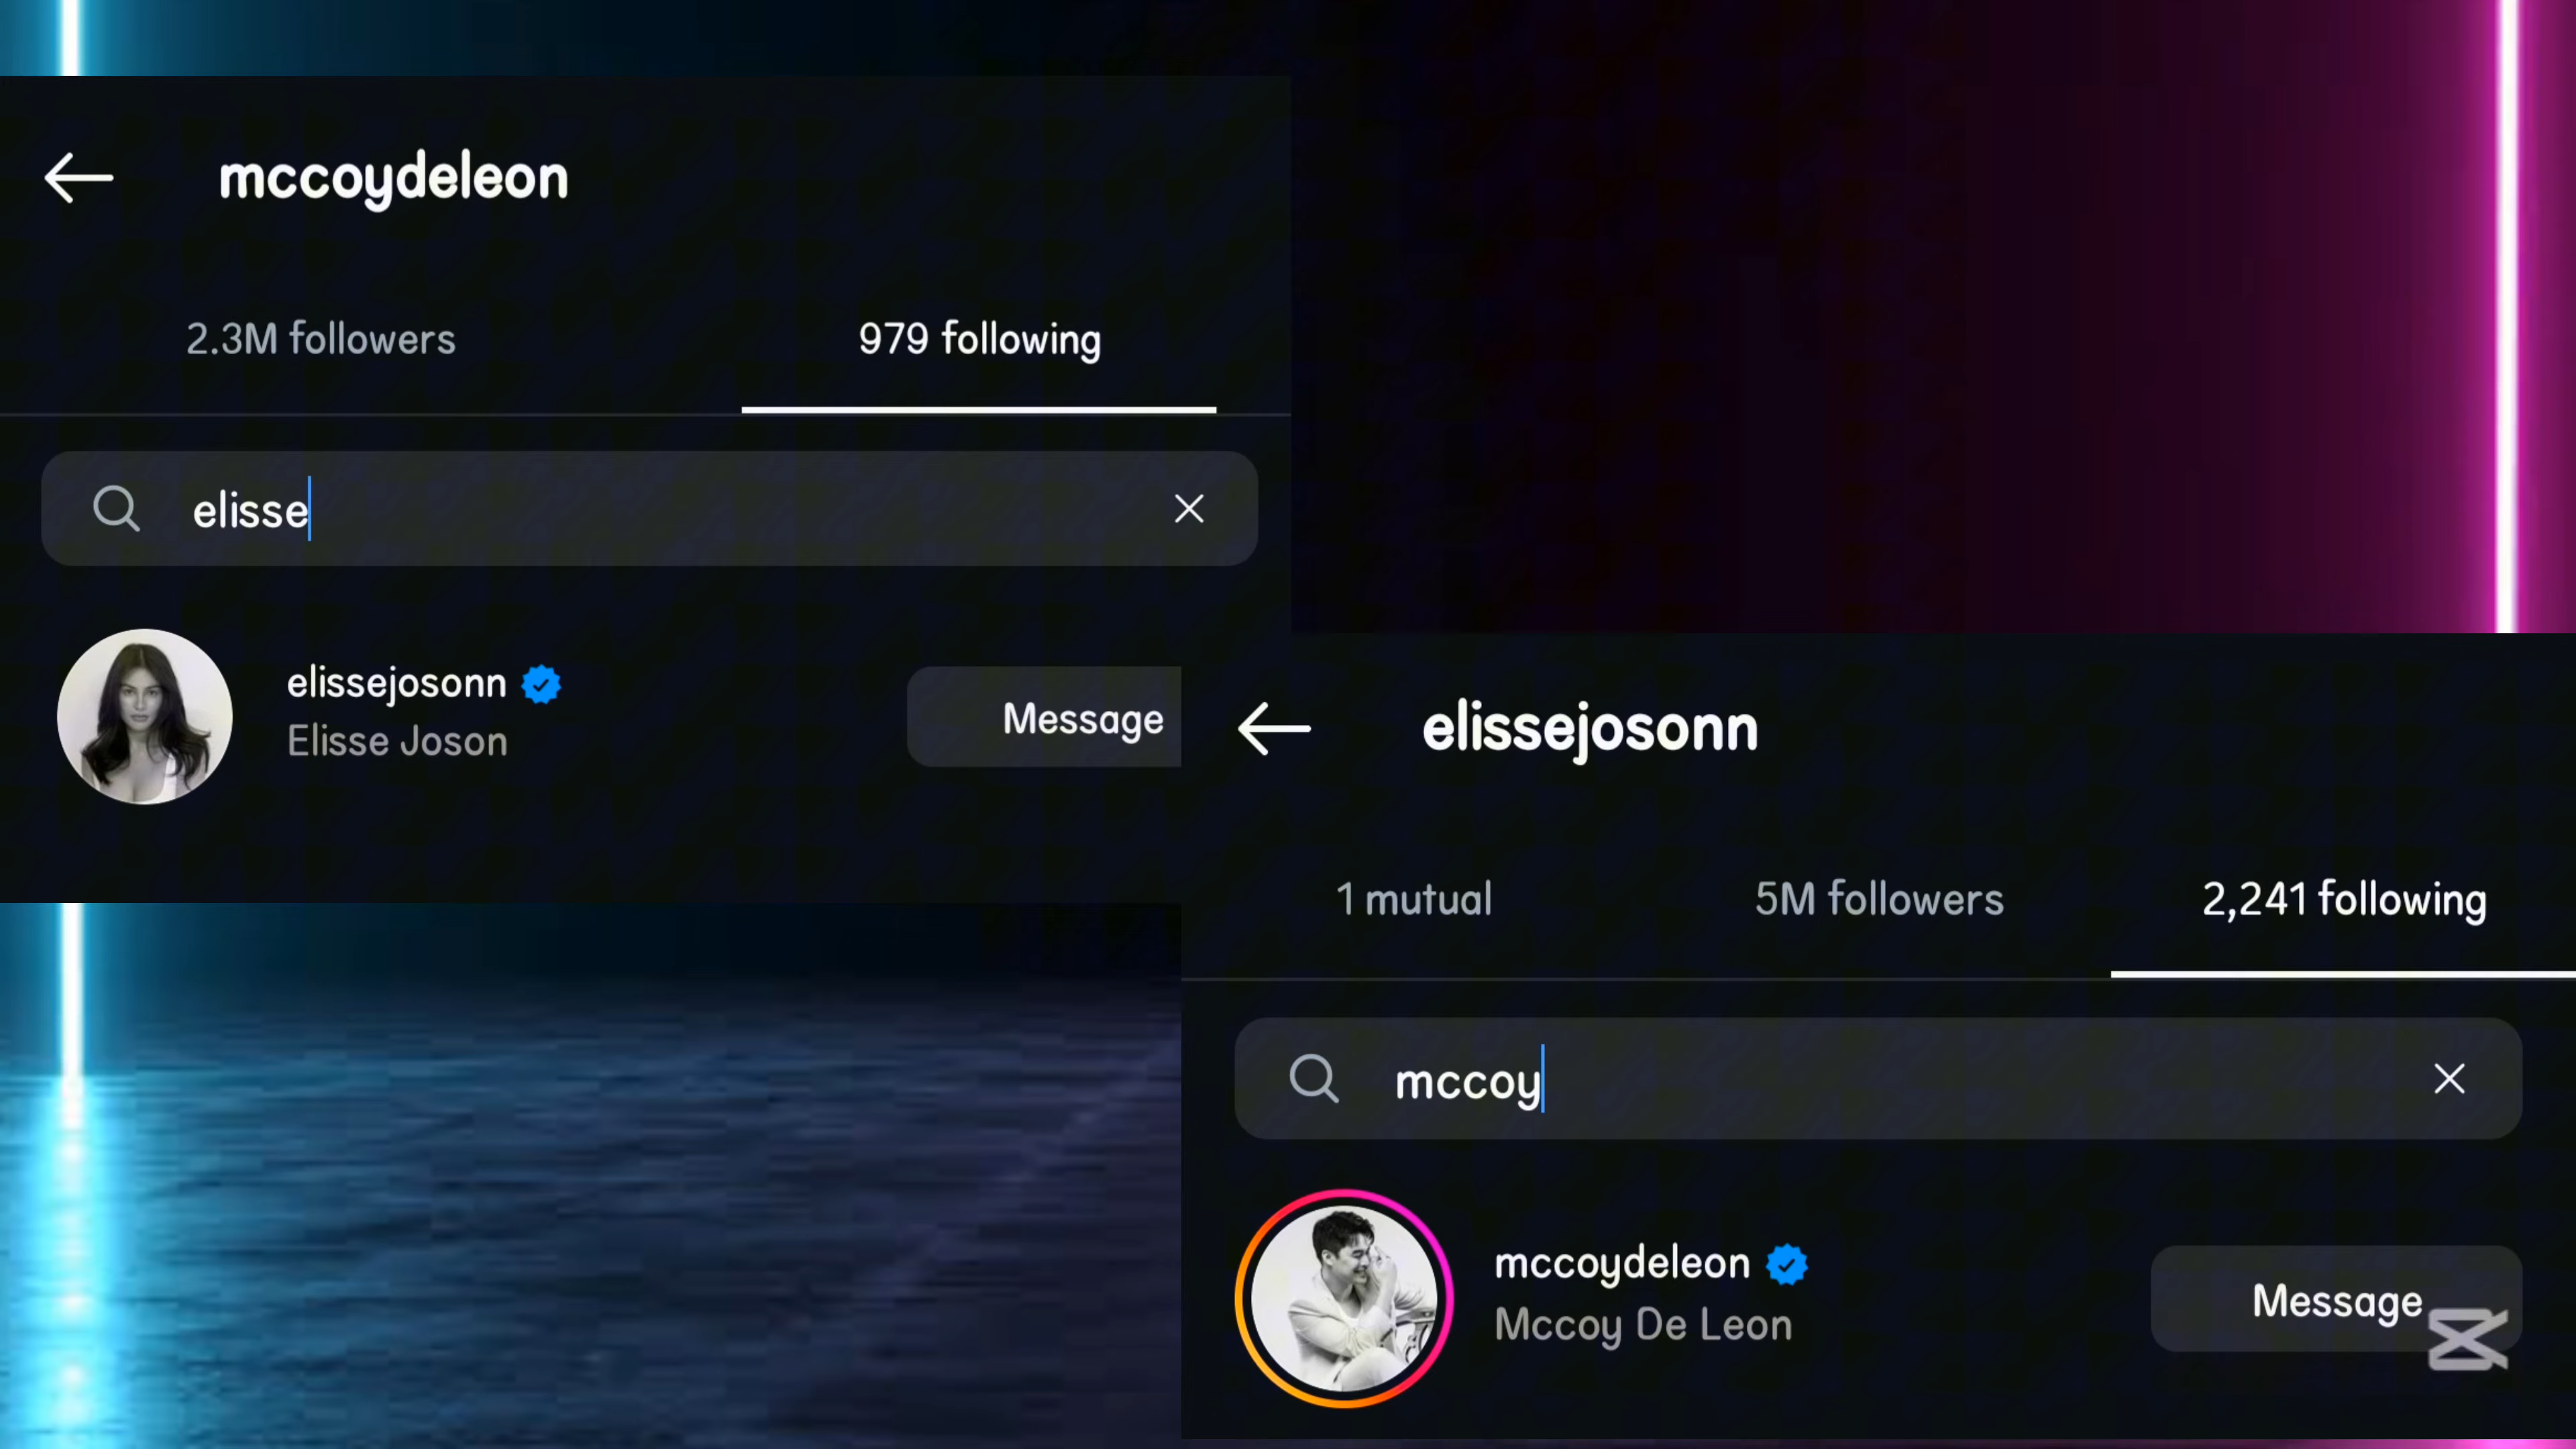 mccoydeleon
2.3M followers 979 following
elisse
elissejosonn
Elisse Joson
Message
elissejosonn
1 mutual 5M followers 2,241 following
mccoy
mccoydeleon
Mccoy De Leon
Message